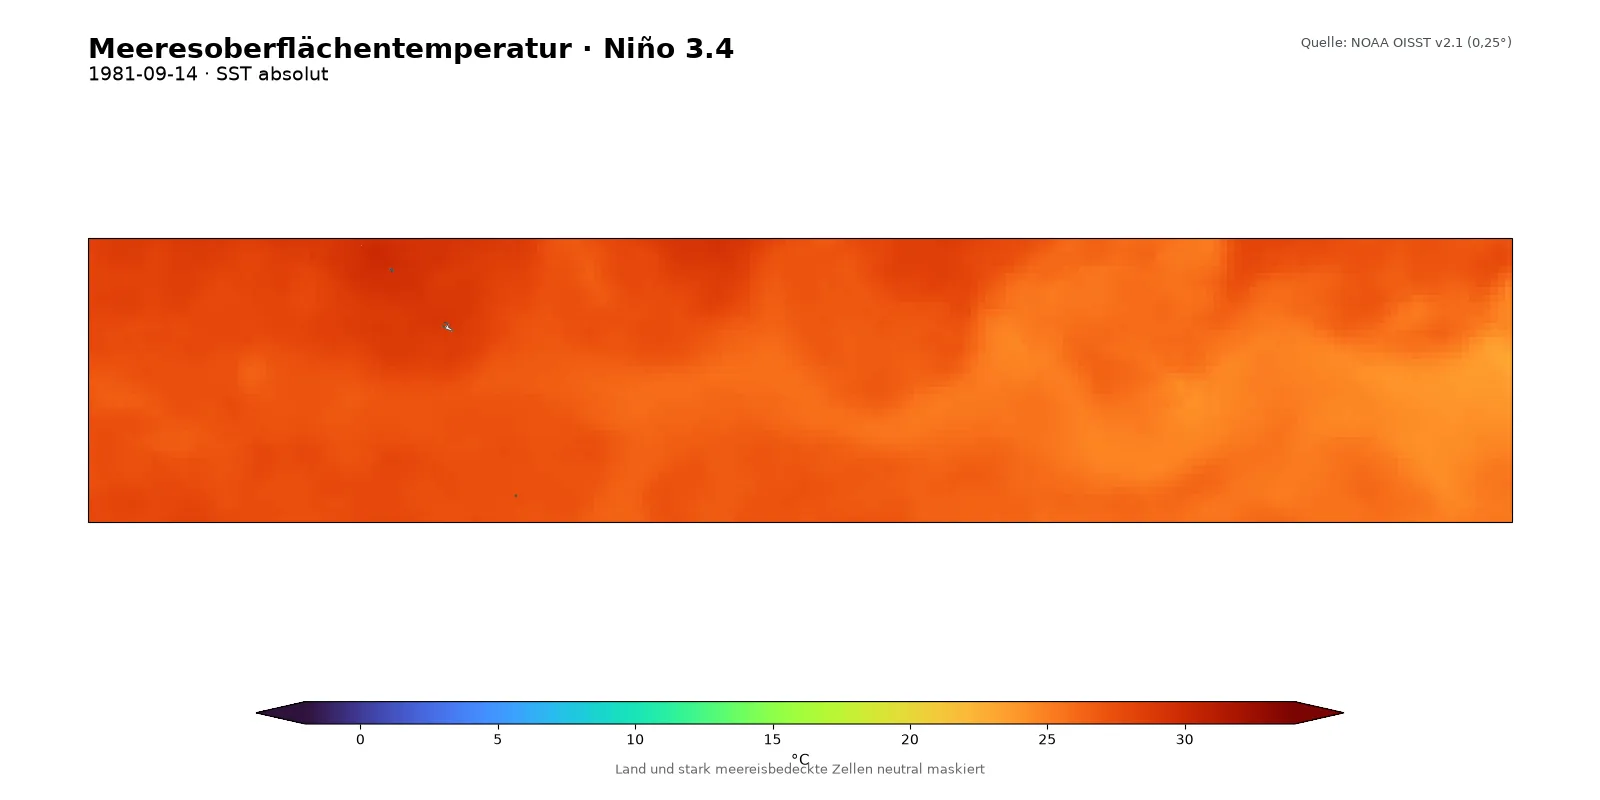 Meeresoberflächentemperatur · Niño 3.4
1981-09-14 · SST absolut
Quelle: NOAA OISST v2.1 (0,25°)
0 5 10 15 20 25 30
°C
Land und stark meereisbedeckte Zellen neutral maskiert